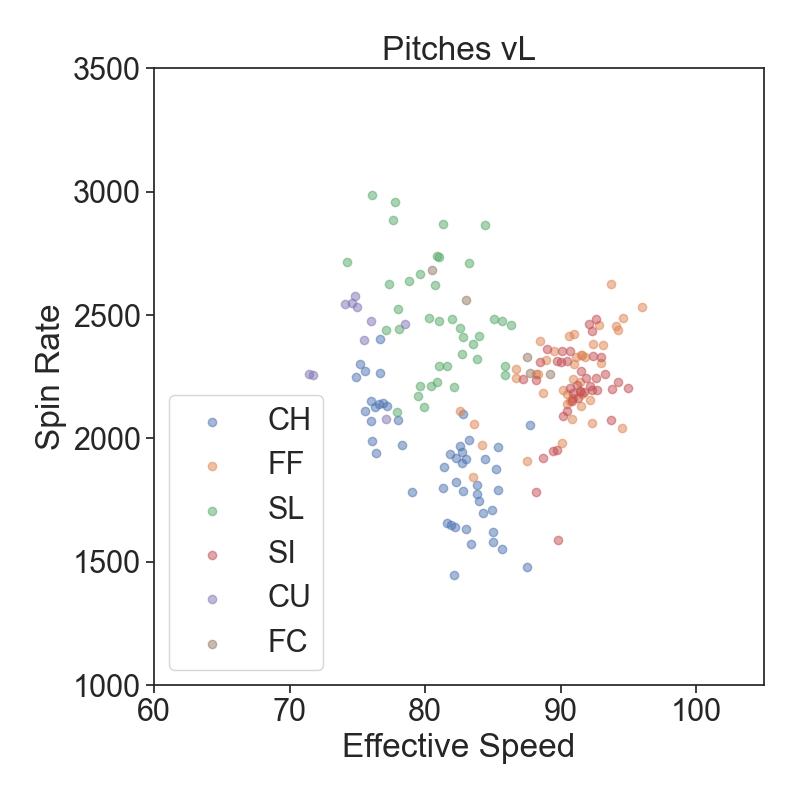 Pitches vL
3500
3000
2500
2000
1500
1000
Spin Rate
CH
FF
SL
SI
CU
FC
60 70 80 90 100
Effective Speed